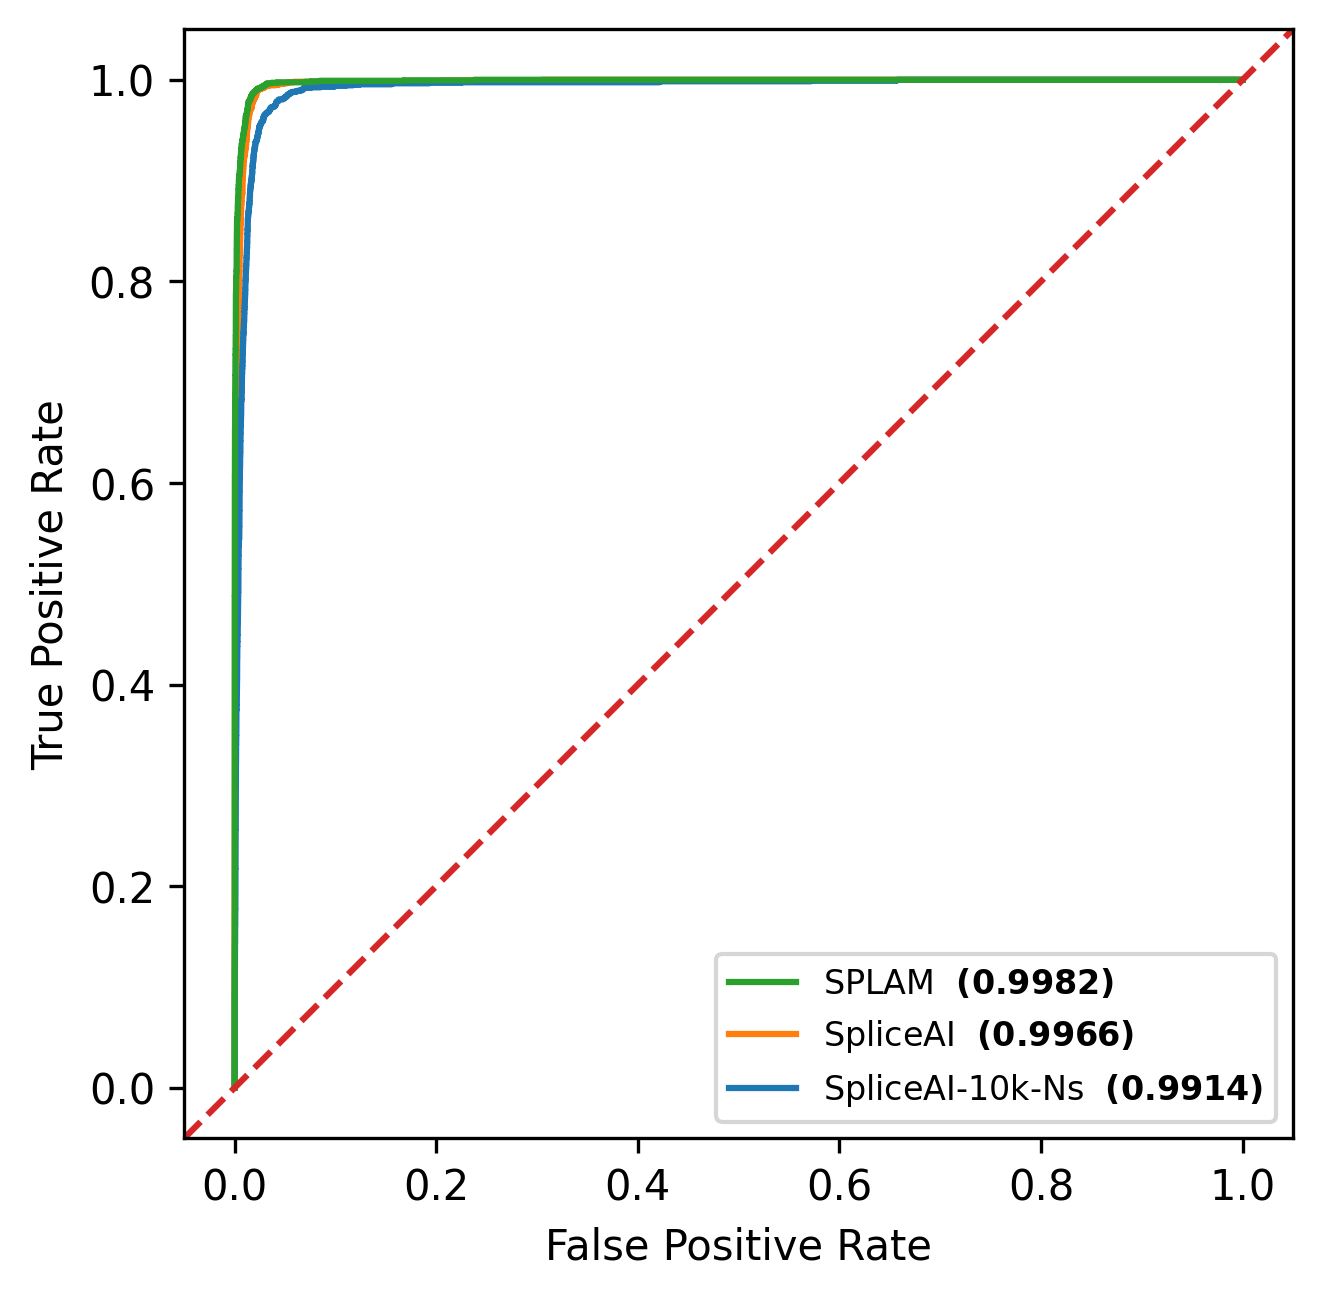 True Positive Rate
1.0
0.8
0.6
0.4
0.2
0.0
SPLAM (0.9982)
SpliceAI (0.9966)
SpliceAI-10k-Ns (0.9914)
0.0 0.2 0.4 0.6 0.8 1.0
False Positive Rate